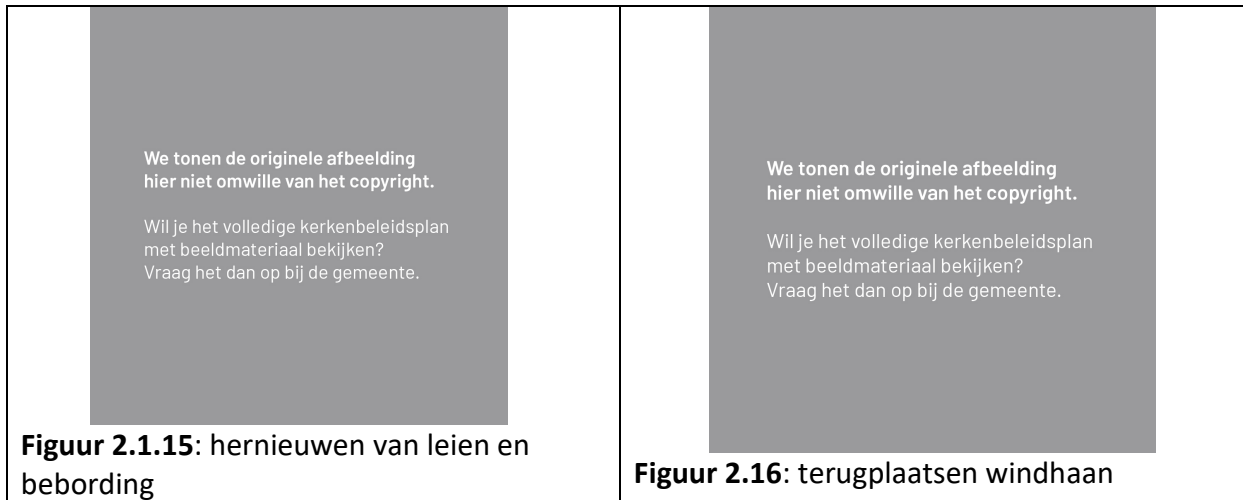 We tonen de originele afbeelding
hier niet omwille van het copyright.
Wil je het volledige kerkenbeleidsplan
met beeldmateriaal bekijken?
Vraag het dan op bij de gemeente.
Figuur 2.1.15: hernieuwen van leien en
bebording
We tonen de originele afbeelding
hier niet omwille van het copyright.
Wil je het volledige kerkenbeleidsplan
met beeldmateriaal bekijken?
Vraag het dan op bij de gemeente.
Figuur 2.16: terugplaatsen windhaan